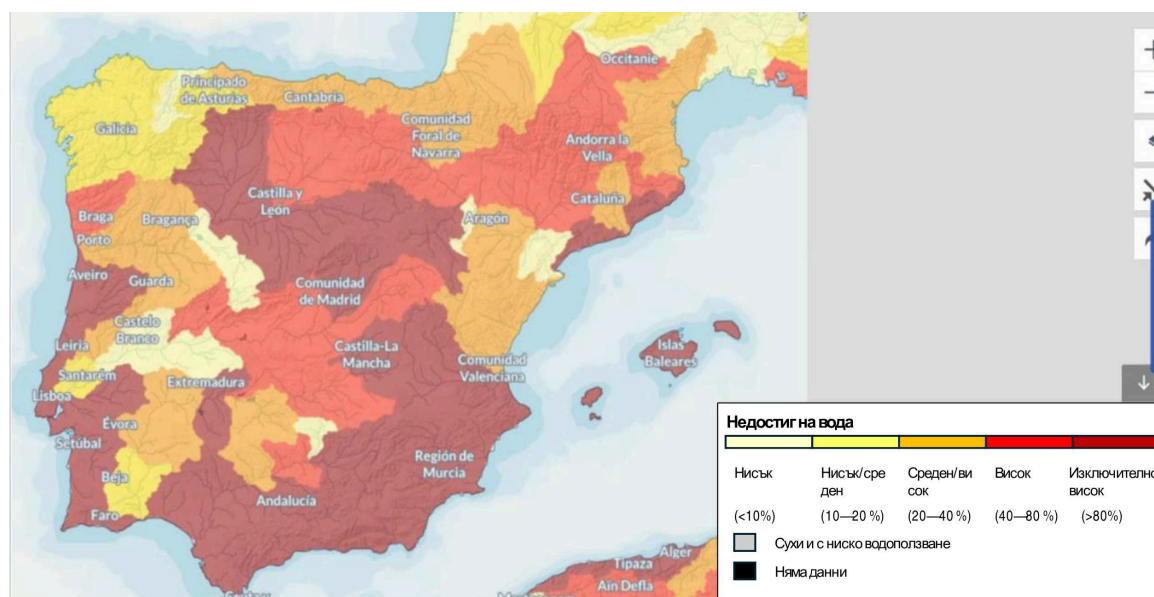 Occitanie
Principado
de Asturias
Cantabria
Galicia
Comunidad
Foral de
Navarra
Andorra la
Vella
Castilla y
León
Cataluña
Braga
Bragança
Aragón
Porto
Aveiro
Guarda
Comunidad
de Madrid
Castelo
Branco
Leiria
Castilla-La
Mancha
Islas
Baleares
Comunidad
Valenciana
Santarém
Extremadura
Lisboa
Évora
Setúbal
Región de
Murcia
Beja
Andalucía
Faro
Alger
Tipaza
Aïn Defla
Недостиг на вода
Нисък
Нисък/сре
ден
Среден/ви
сок
Висок
Изключително
висок
(<10%)
(10—20 %)
(20—40 %)
(40—80 %)
(>80%)
Сухи и с ниско водоползване
Няма данни